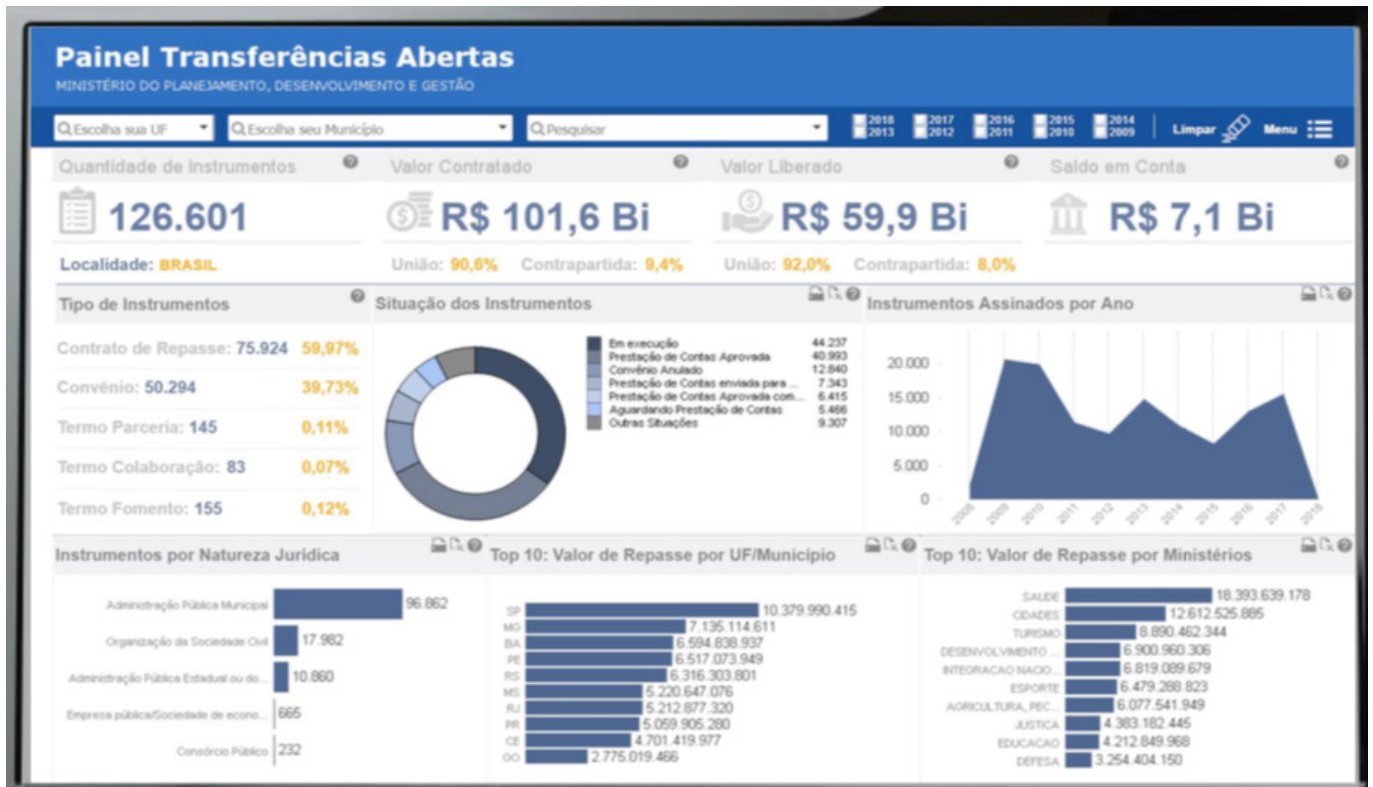 Painel Transferências Abertas
MINISTÉRIO DO PLANEJAMENTO, DESENVOLVIMENTO E GESTÃO
Escolha sua UF
Escolha seu Município
Pesquisar
2018 2017 2016 2015 2014
2013 2012 2011 2010 2009
Limpar
Menu
Quantidade de Instrumentos
126.601
Localidade: BRASIL
Valor Contratado
R$ 101,6 Bi
União: 90,6% Contrapartida: 9,4%
Valor Liberado
R$ 59,9 Bi
União: 92,0% Contrapartida: 8,0%
Saldo em Conta
R$ 7,1 Bi
Tipo de Instrumentos
Contrato de Repasse: 75.924 59,97%
Convênio: 50.294 39,73%
Termo Parceria: 145 0,11%
Termo Colaboração: 83 0,07%
Termo Fomento: 155 0,12%
Situação dos Instrumentos
Em execução 44.237
Prestação de Contas Aprovada 40.993
Convênio Anulado 12.840
Prestação de Contas enviada para ... 7.343
Prestação de Contas Aprovada com... 6.415
Aguardando Prestação de Contas 5.466
Outras Situações 9.307
Instrumentos Assinados por Ano
20.000
15.000
10.000
5.000
0
2008 2009 2010 2011 2012 2013 2014 2015 2016 2017 2018
Instrumentos por Natureza Jurídica
Administração Pública Municipal 96.862
Organização da Sociedade Civil 17.982
Administração Pública Estadual ou do... 10.860
Empresa pública/Sociedade de econo... 665
Consórcio Público 232
Top 10: Valor de Repasse por UF/Município
SP 10.379.990.415
MG 7.135.114.611
BA 6.594.838.937
PE 6.517.073.949
RS 6.316.303.801
MS 5.220.647.076
RJ 5.212.877.320
PR 5.059.905.280
CE 4.701.419.977
GO 2.775.019.466
Top 10: Valor de Repasse por Ministérios
SAUDE 18.393.639.178
CIDADES 12.612.525.885
TURISMO 8.890.462.344
DESENVOLVIMENTO ... 6.900.960.306
INTEGRACAO NACIO... 6.819.089.679
ESPORTE 6.479.288.823
AGRICULTURA, PEC... 6.077.541.949
JUSTICA 4.383.182.445
EDUCACAO 4.212.849.968
DEFESA 3.254.404.150